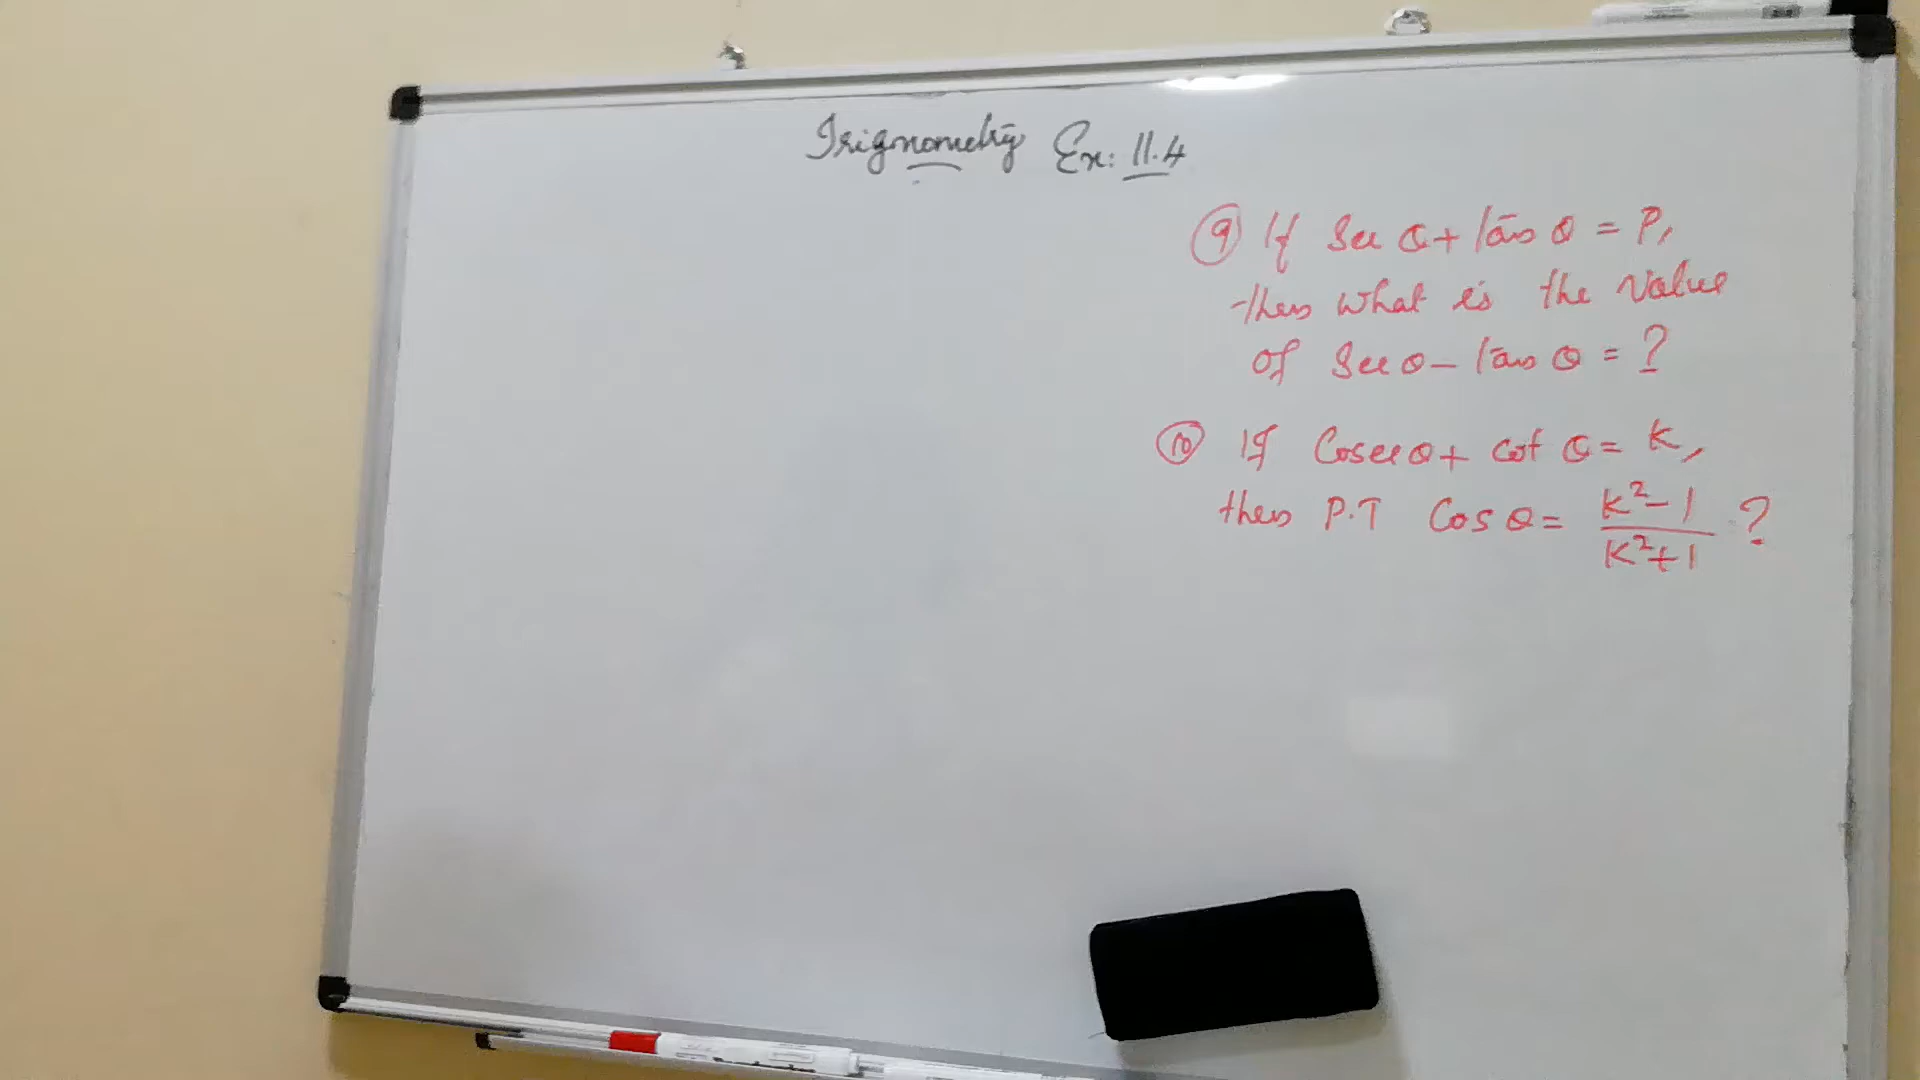 Trignometry Ex: 11.4
9 If Sec θ + tan θ = P,
then what is the value
of Sec θ - tan θ = ?
10 If Cosec θ + cot θ = K,
then P.T Cos θ = K²-1 / K²+1 ?